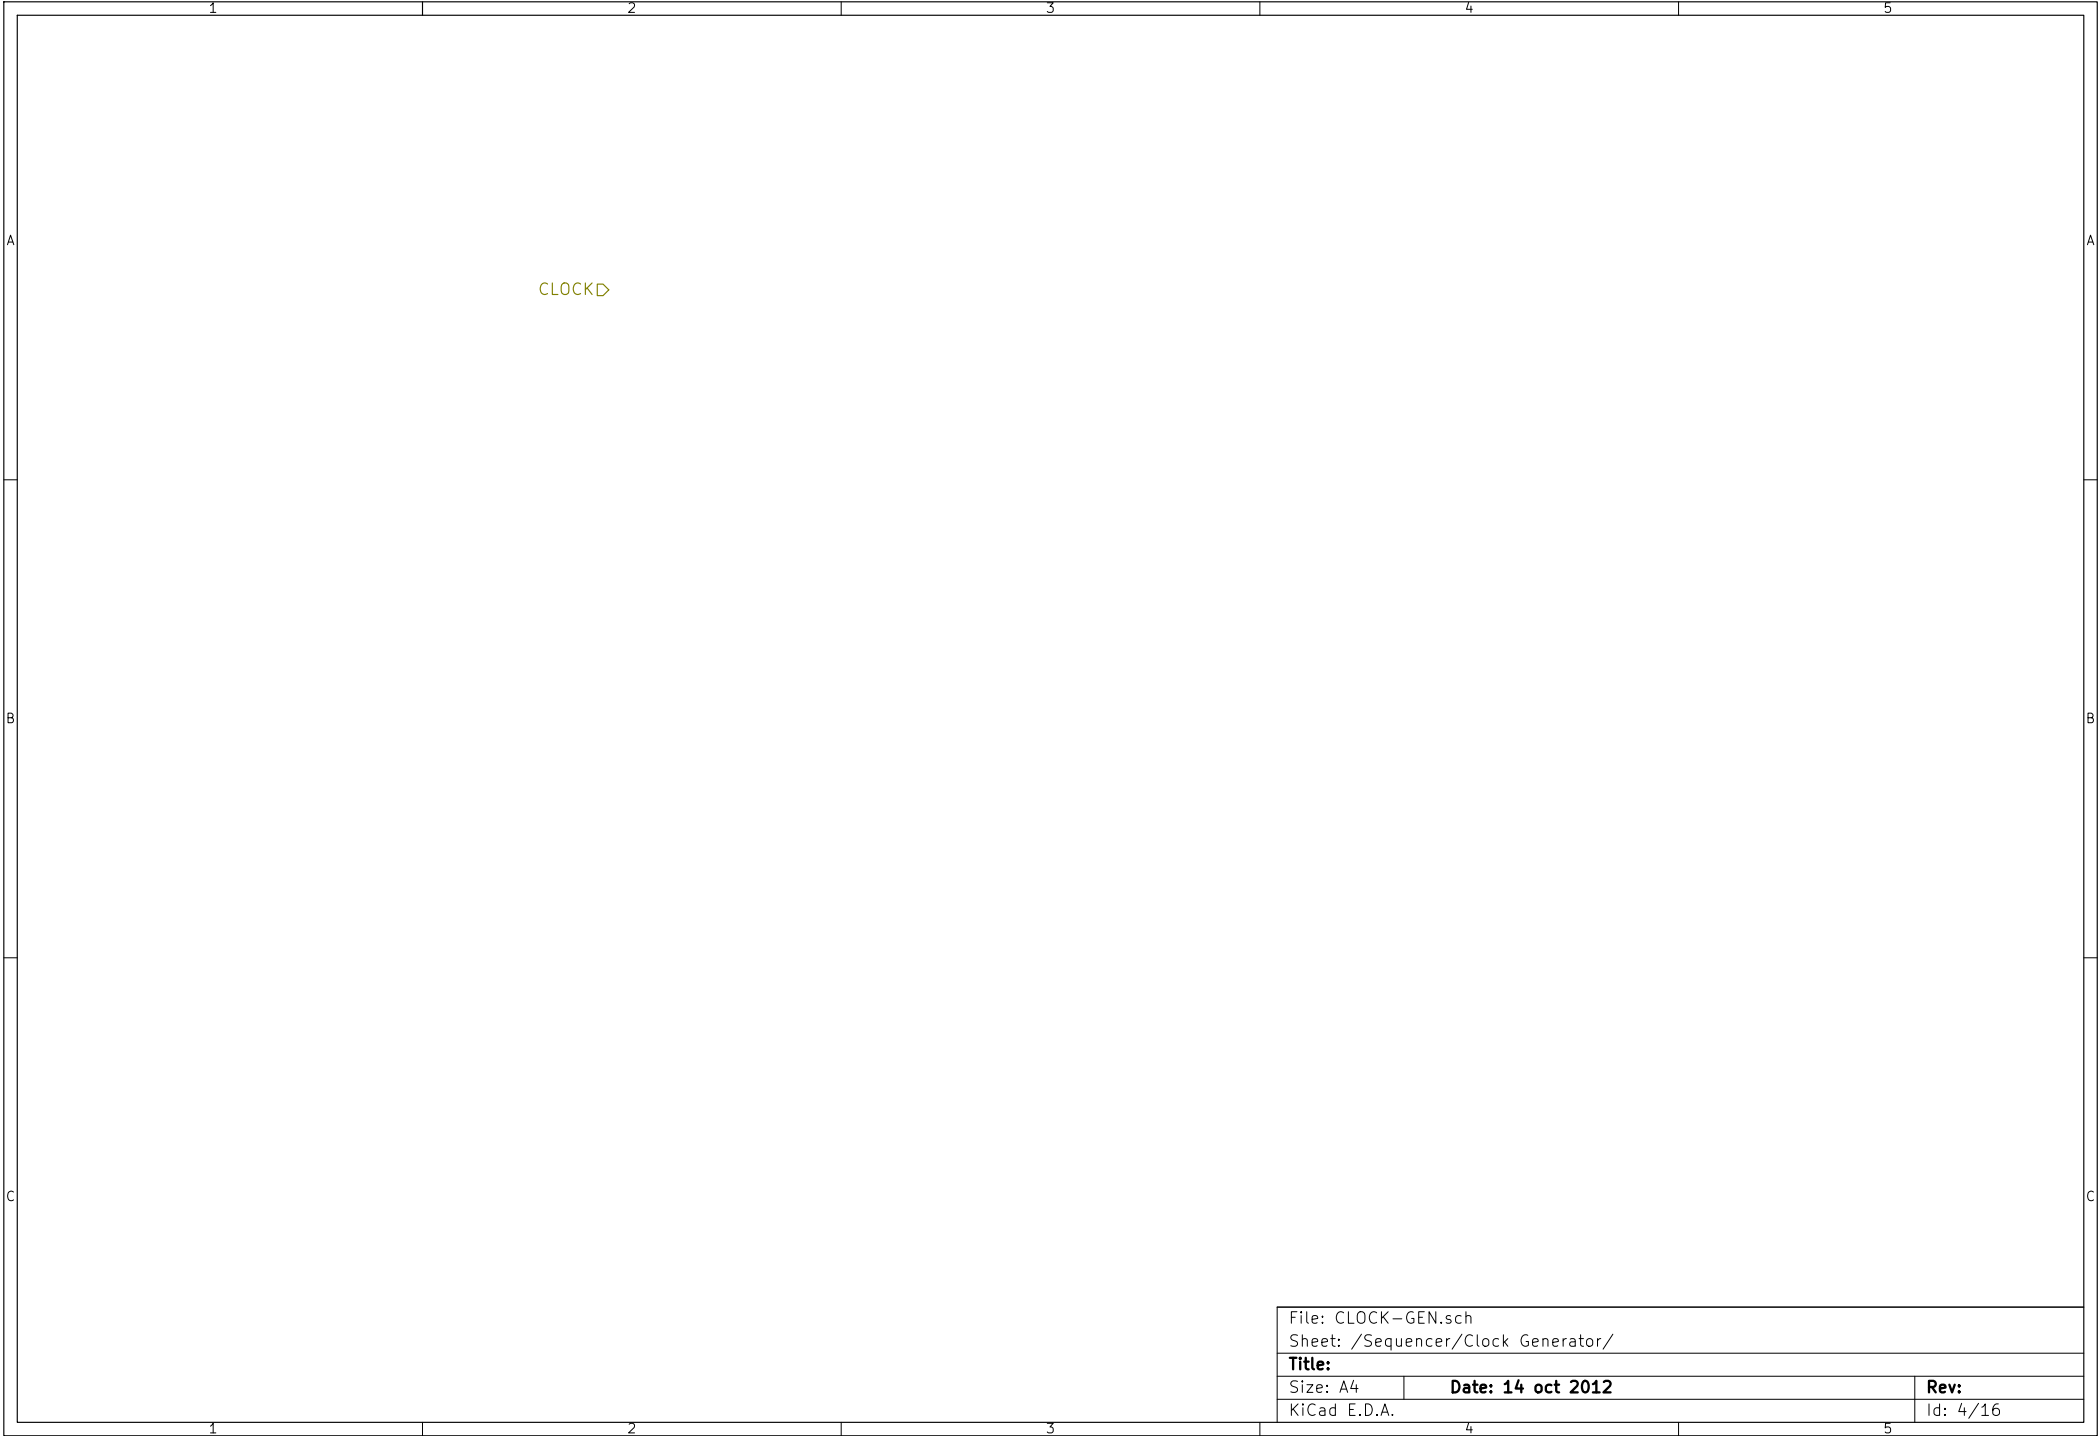 1 2 3 4 5
A A
CLOCK
B B
C C
File: CLOCK-GEN.sch
Sheet: /Sequencer/Clock Generator/
Title:
Size: A4 Date: 14 oct 2012 Rev:
KiCad E.D.A. Id: 4/16
1 2 3 4 5